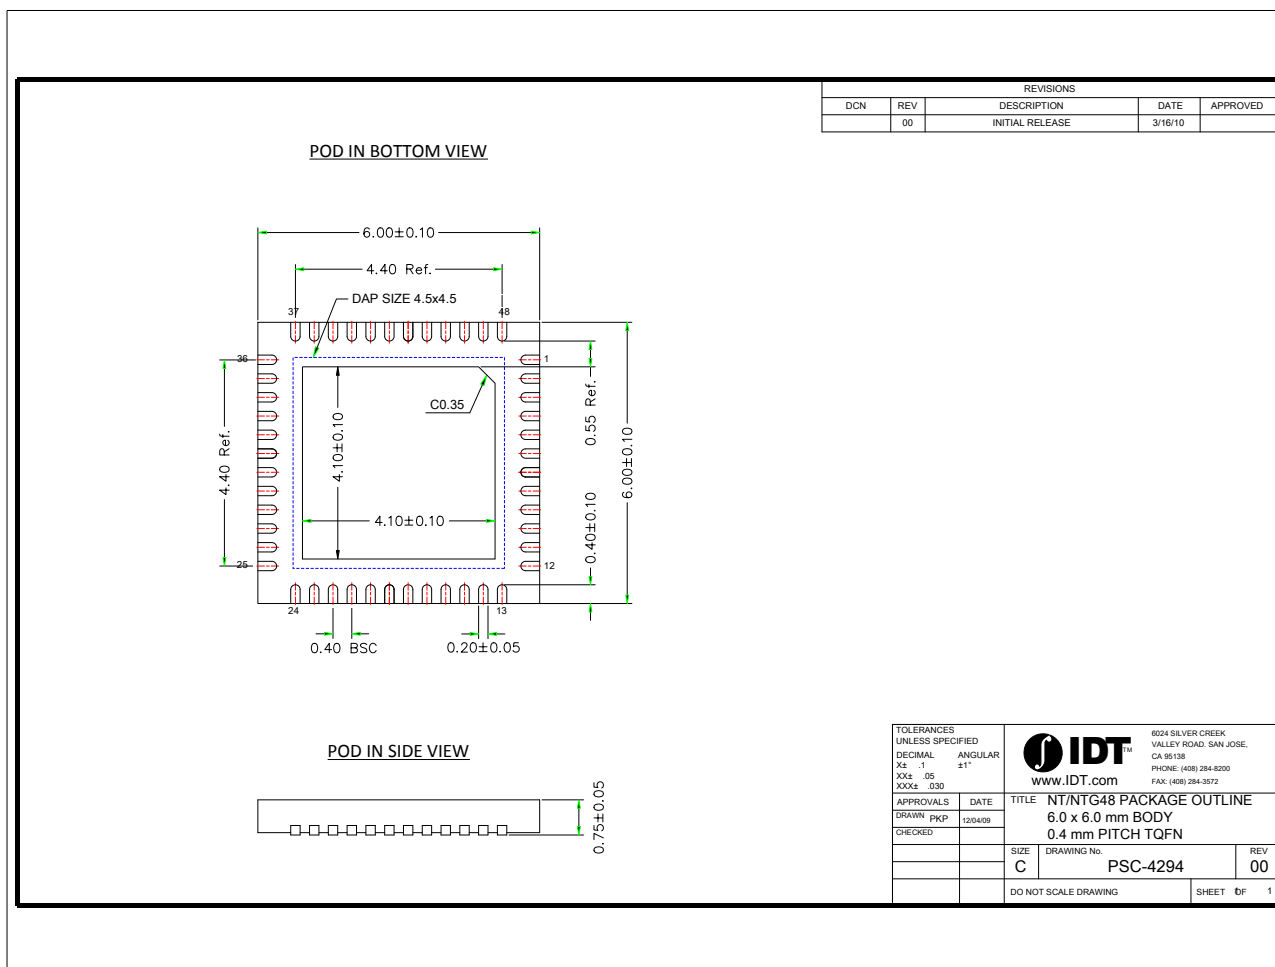 REVISIONS
DCN REV DESCRIPTION DATE APPROVED
00 INITIAL RELEASE 3/16/10
POD IN BOTTOM VIEW
6.00±0.10
4.40 Ref.
DAP SIZE 4.5x4.5
37 48
36 1
C0.35
0.55 Ref.
4.10±0.10
4.40 Ref.
6.00±0.10
4.10±0.10
0.40±0.10
25 12
24 13
0.40 BSC 0.20±0.05
POD IN SIDE VIEW
0.75±0.05
TOLERANCES
UNLESS SPECIFIED
DECIMAL ANGULAR
X± .1 ±1°
XX± .05
XXX± .030
IDT TM
www.IDT.com
6024 SILVER CREEK
VALLEY ROAD. SAN JOSE,
CA 95138
PHONE: (408) 284-8200
FAX: (408) 284-3572
APPROVALS DATE
DRAWN PKP 12/04/09
CHECKED
TITLE NT/NTG48 PACKAGE OUTLINE
6.0 x 6.0 mm BODY
0.4 mm PITCH TQFN
SIZE DRAWING No. REV
C PSC-4294 00
DO NOT SCALE DRAWING SHEET OF 1